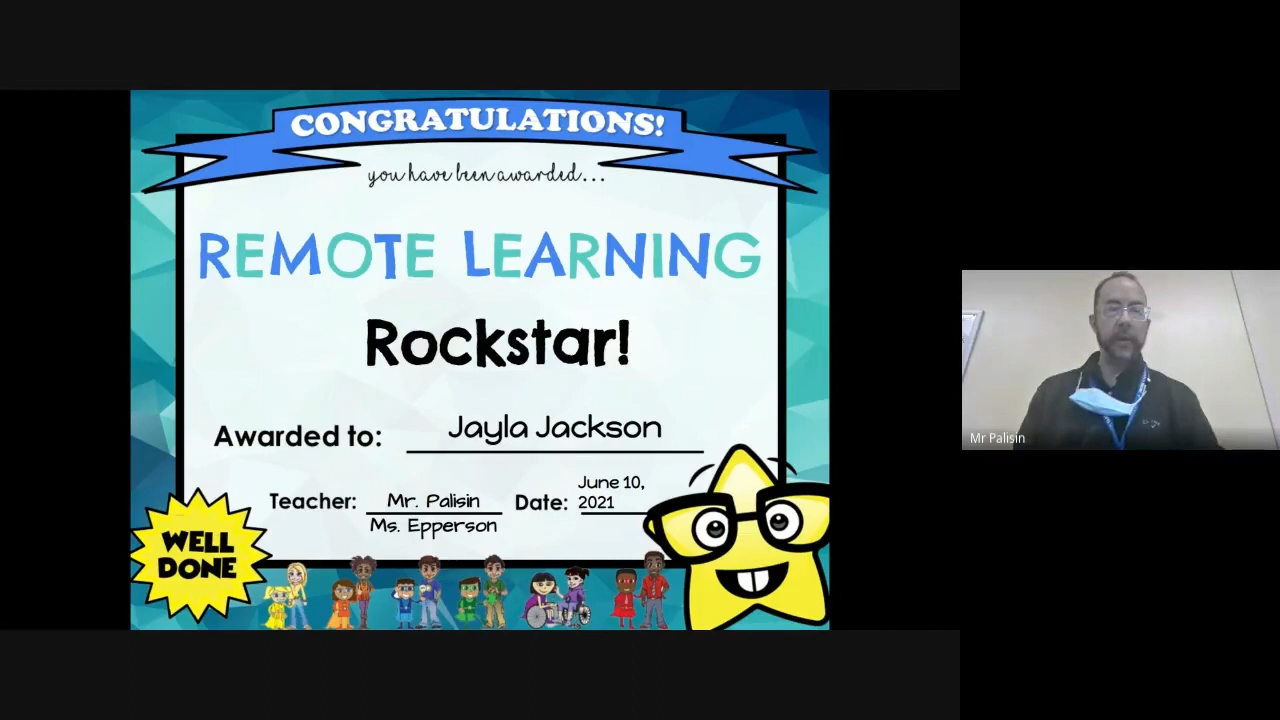 CONGRATULATIONS!
you have been awarded...
REMOTE LEARNING
Rockstar!
Awarded to: Jayla Jackson
Teacher: Mr. Palisin Date: June 10, 2021
Ms. Epperson
WELL
DONE
Mr Palisin